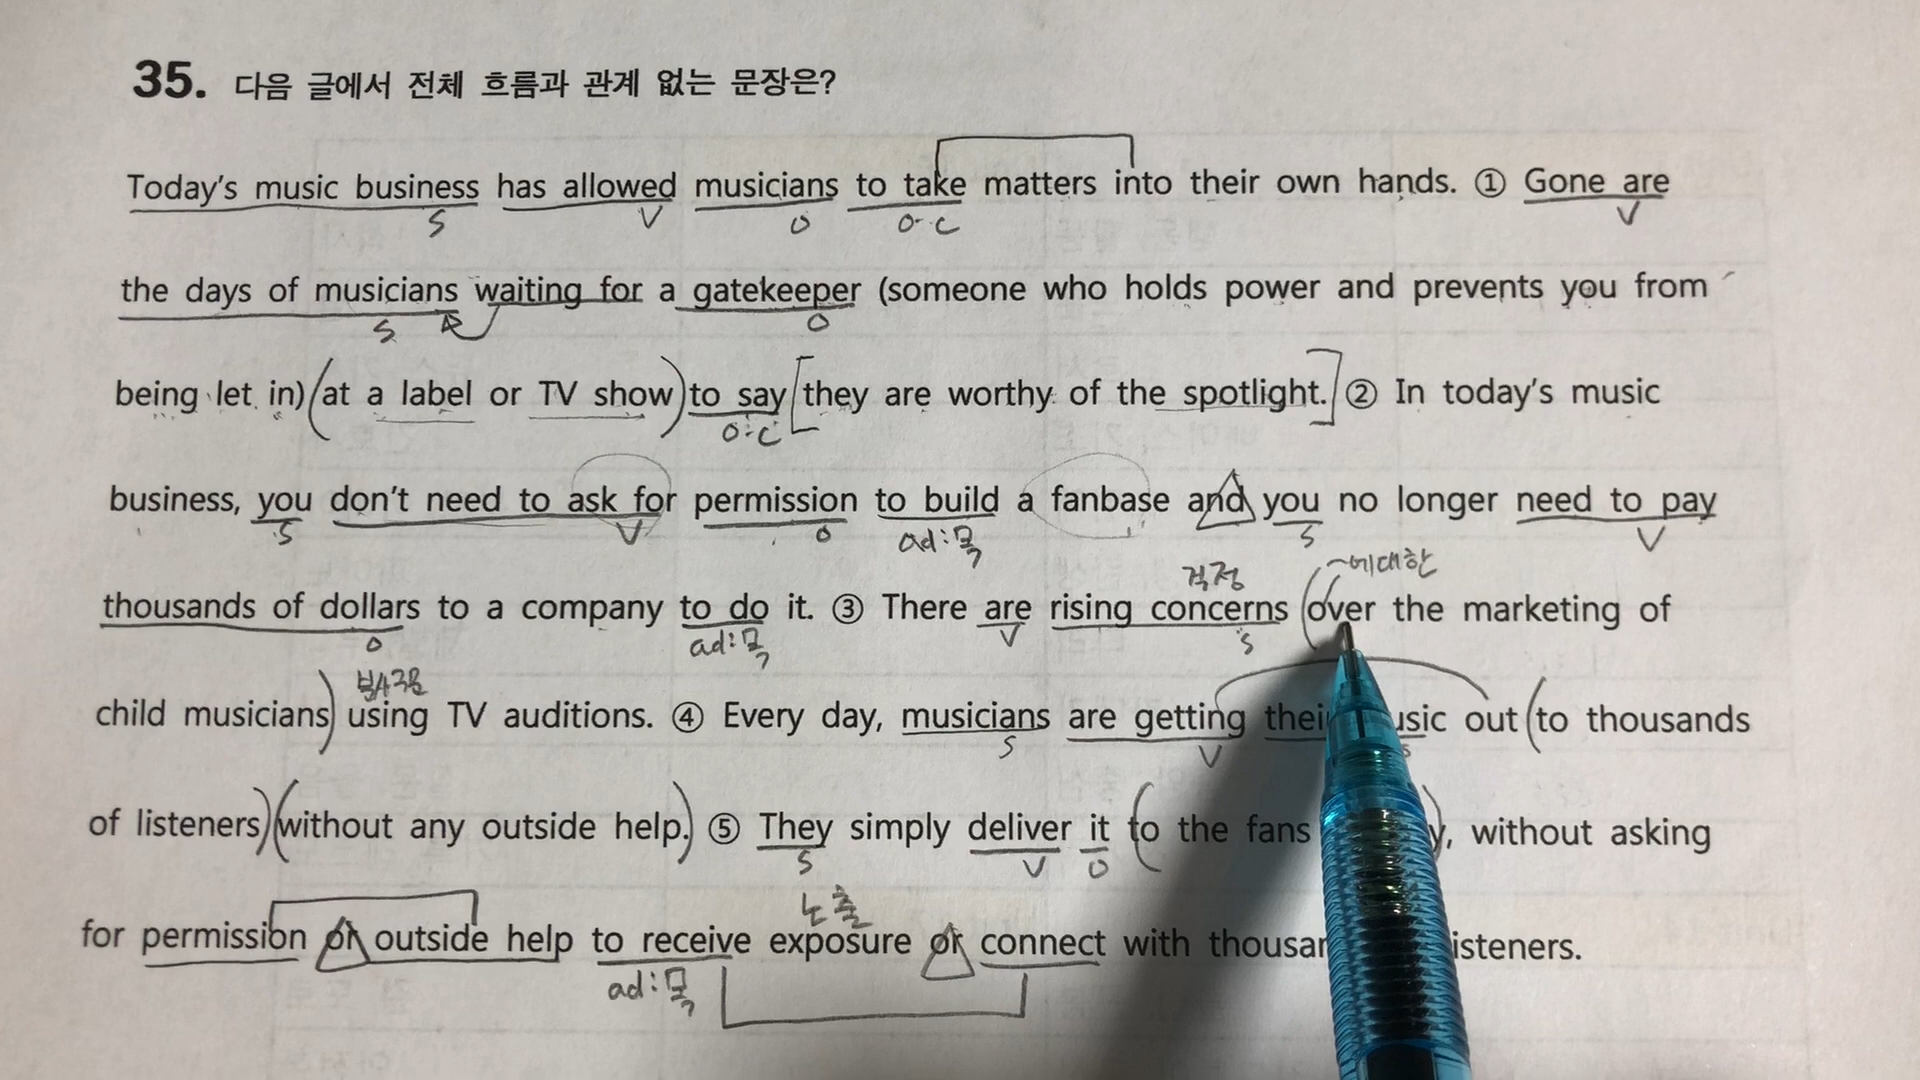 35. 다음 글에서 전체 흐름과 관계 없는 문장은?
Today's music business has allowed musicians to take matters into their own hands. ① Gone are
S V O O·C V
the days of musicians waiting for a gatekeeper (someone who holds power and prevents you from
S O
being let in) (at a label or TV show) to say [they are worthy of the spotlight.] ② In today's music
O·C
business, you don't need to ask for permission to build a fanbase and you no longer need to pay
S V O ad:목 S V
걱정 ~에 대한
thousands of dollars to a company to do it. ③ There are rising concerns (over the marketing of
O ad:목 V S
child musicians) using TV auditions. ④ Every day, musicians are getting out (to thousands
S V
of listeners) (without any outside help.) ⑤ They simply deliver it (to the fans without asking
S V O
노출
for permission or outside help to receive exposure or connect with
ad:목